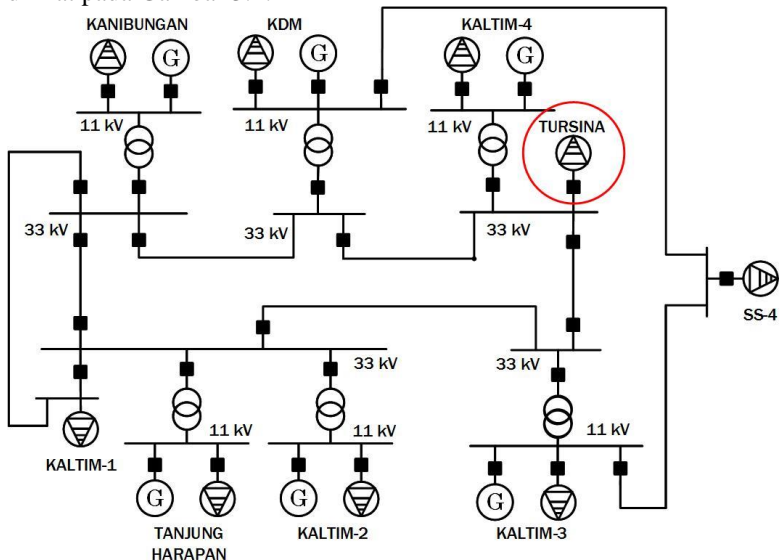 KANIBUNGAN
KDM
KALTIM-4
G
G
G
11 kV
11 kV
11 kV
TURSINA
33 kV
33 kV
33 kV
SS-4
33 kV
33 kV
11 kV
11 kV
11 kV
KALTIM-1
G
G
G
TANJUNG
HARAPAN
KALTIM-2
KALTIM-3